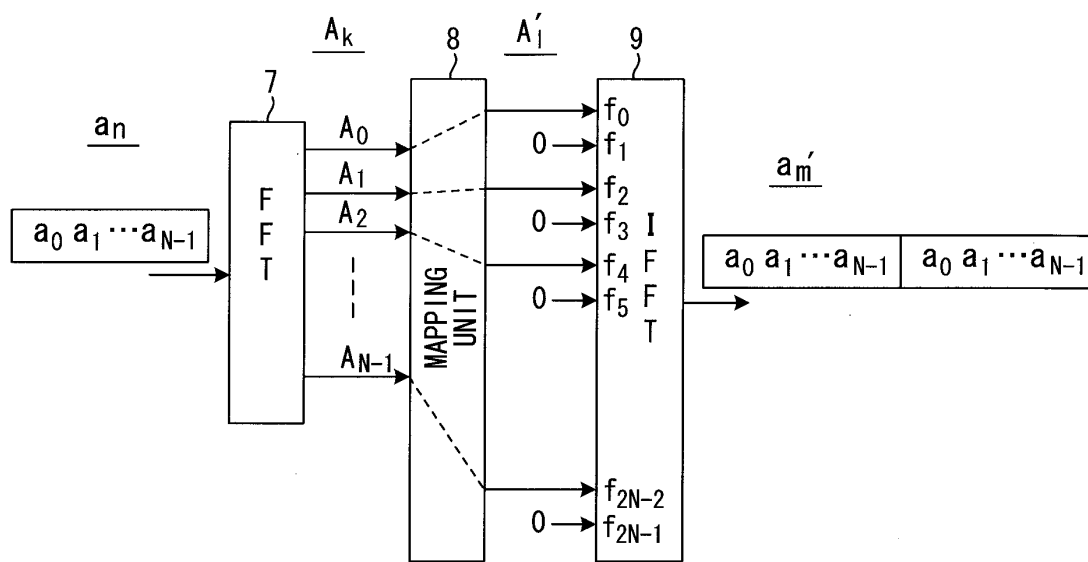 A_k
A'_l
7
8
9
a_n
a_0 a_1 ⋯ a_{N-1}
FFT
A_0
A_1
A_2
A_{N-1}
MAPPING UNIT
0
0
0
0
f_0
f_1
f_2
f_3
f_4
f_5
f_{2N-2}
f_{2N-1}
IFFT
a_m'
a_0 a_1 ⋯ a_{N-1} a_0 a_1 ⋯ a_{N-1}